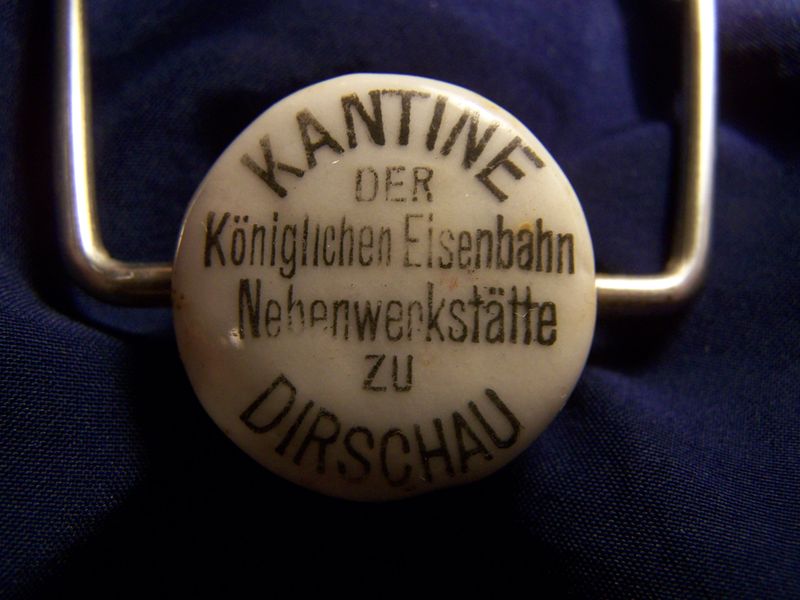 KANTINE
DER
Königlichen Eisenbahn
Nebenwerkstätte
ZU
DIRSCHAU